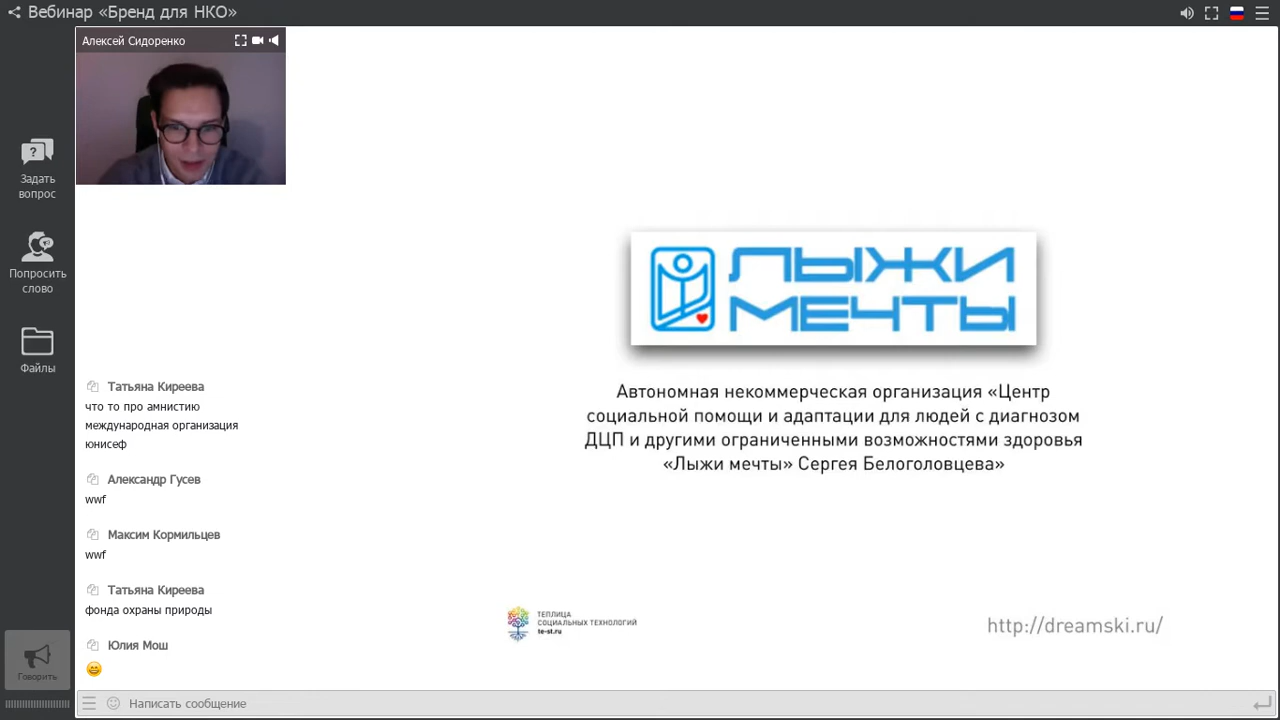 Вебинар «Бренд для НКО»
Алексей Сидоренко
Задать
вопрос
Попросить
слово
Файлы
Татьяна Киреева
что то про амнистию
международная организация
юнисеф
Александр Гусев
wwf
Максим Кормильцев
wwf
Татьяна Киреева
фонда охраны природы
Юлия Мош
Говорить
Написать сообщение
ЛЫЖИ
МЕЧТЫ
Автономная некоммерческая организация «Центр
социальной помощи и адаптации для людей с диагнозом
ДЦП и другими ограниченными возможностями здоровья
«Лыжи мечты» Сергея Белоголовцева»
ТЕПЛИЦА
СОЦИАЛЬНЫХ ТЕХНОЛОГИЙ
te-st.ru
http://dreamski.ru/